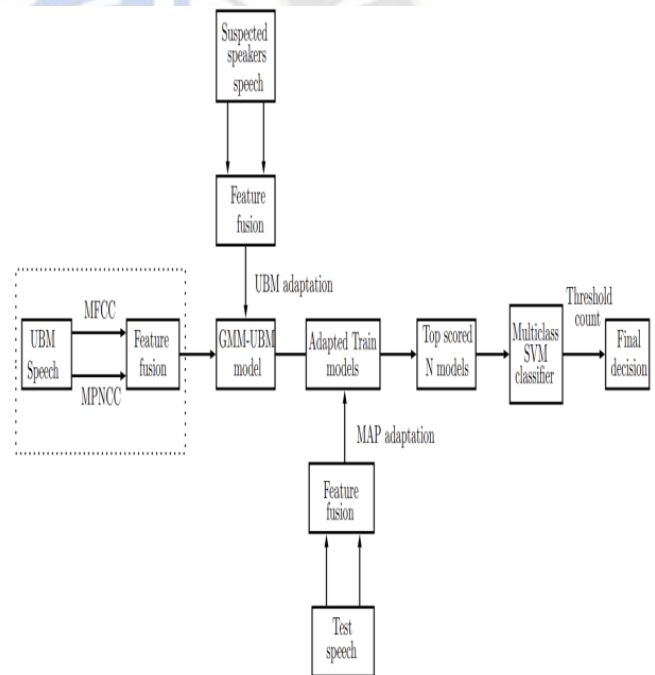 Suspected
speakers
speech
Feature
fusion
UBM adaptation
MFCC
UBM
Speech
MPNCC
Feature
fusion
GMM-UBM
model
Adapted Train
models
Top scored
N models
Multiclass
SVM
classifier
Threshold
count
Final
decision
MAP adaptation
Feature
fusion
Test
speech